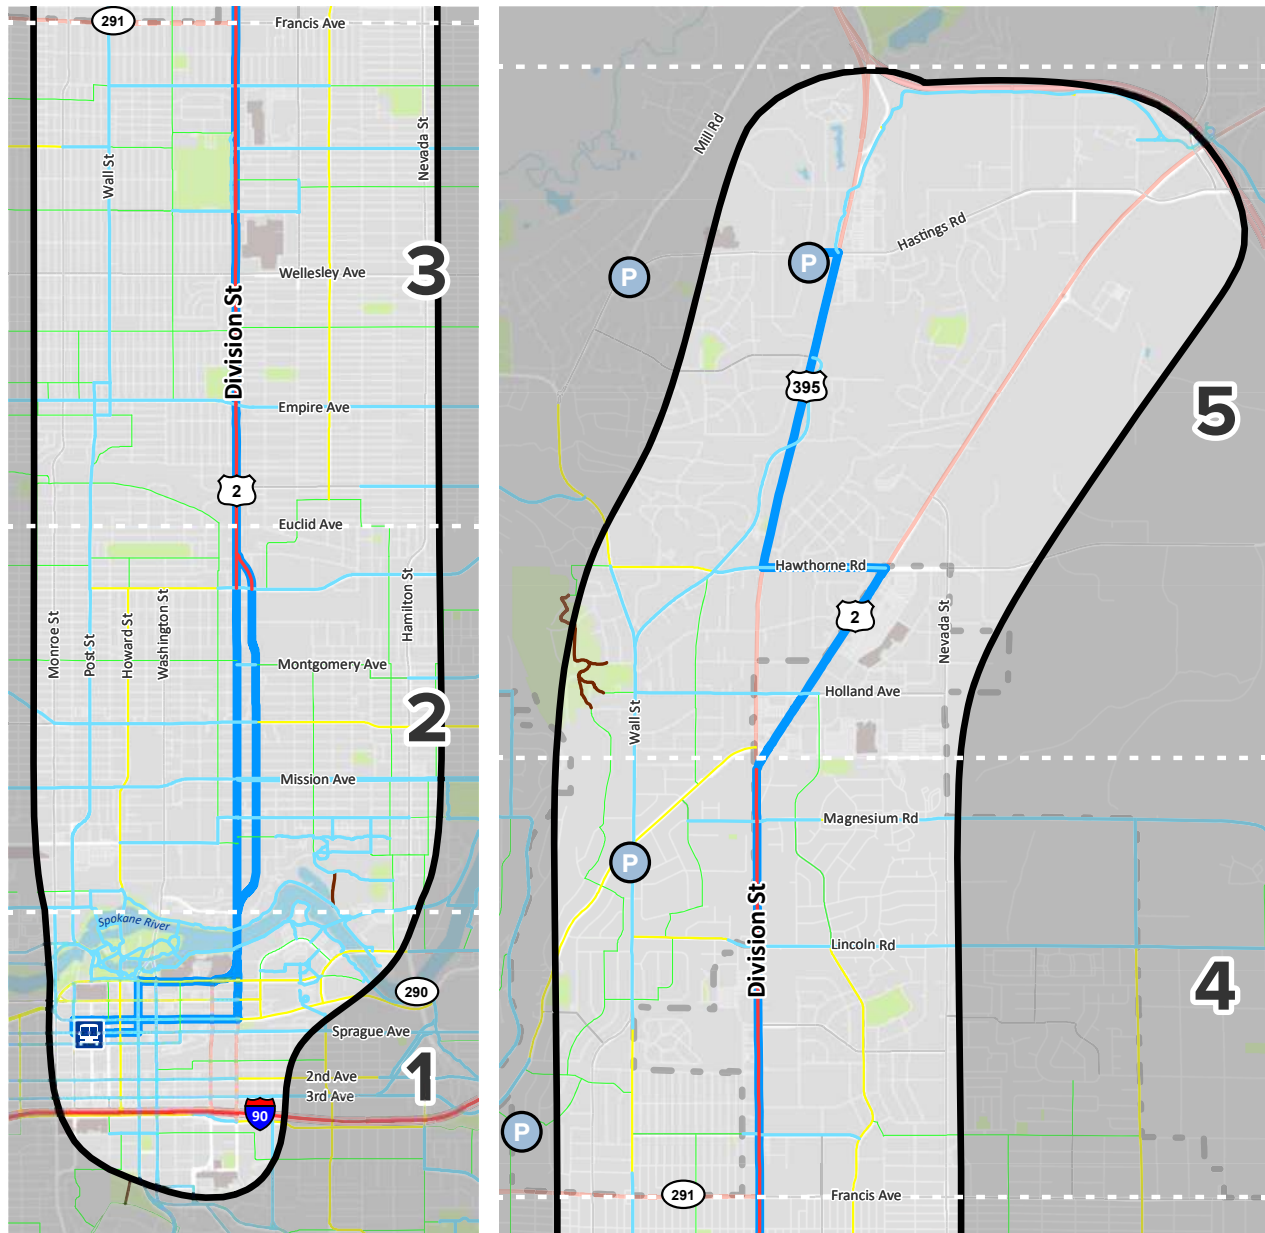 291
Francis Ave
Wall St
Nevada St
3
Wellesley Ave
Division St
Empire Ave
2
Euclid Ave
Monroe St
Post St
Howard St
Washington St
Hamilton St
Montgomery Ave
2
Mission Ave
Spokane River
290
Sprague Ave
2nd Ave
1
3rd Ave
90
Mill Rd
Hastings Rd
P
P
395
5
Hawthorne Rd
2
Nevada St
Holland Ave
Wall St
Magnesium Rd
P
Division St
Lincoln Rd
4
P
291
Francis Ave